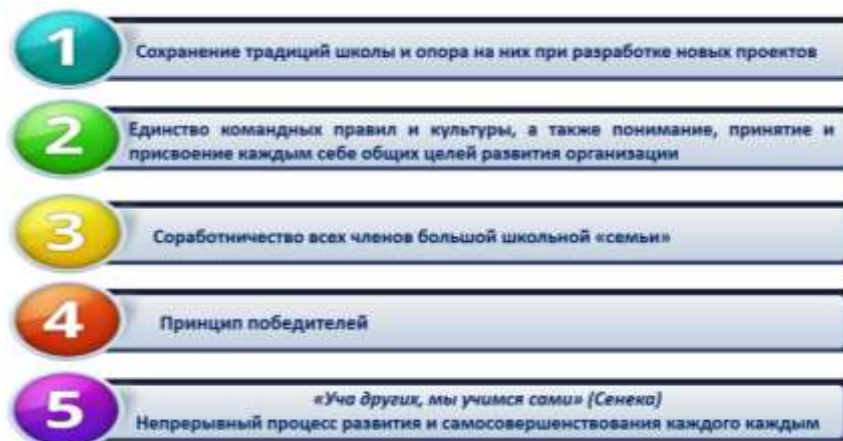 1
Сохранение традиций школы и опора на них при разработке новых проектов
2
Единство командных правил и культуры, а также понимание, принятие и
присвоение каждым себе общих целей развития организации
3
Соработничество всех членов большой школьной «семьи»
4
Принцип победителей
5
«Уча других, мы учимся сами» (Сенека)
Непрерывный процесс развития и самосовершенствования каждого каждым